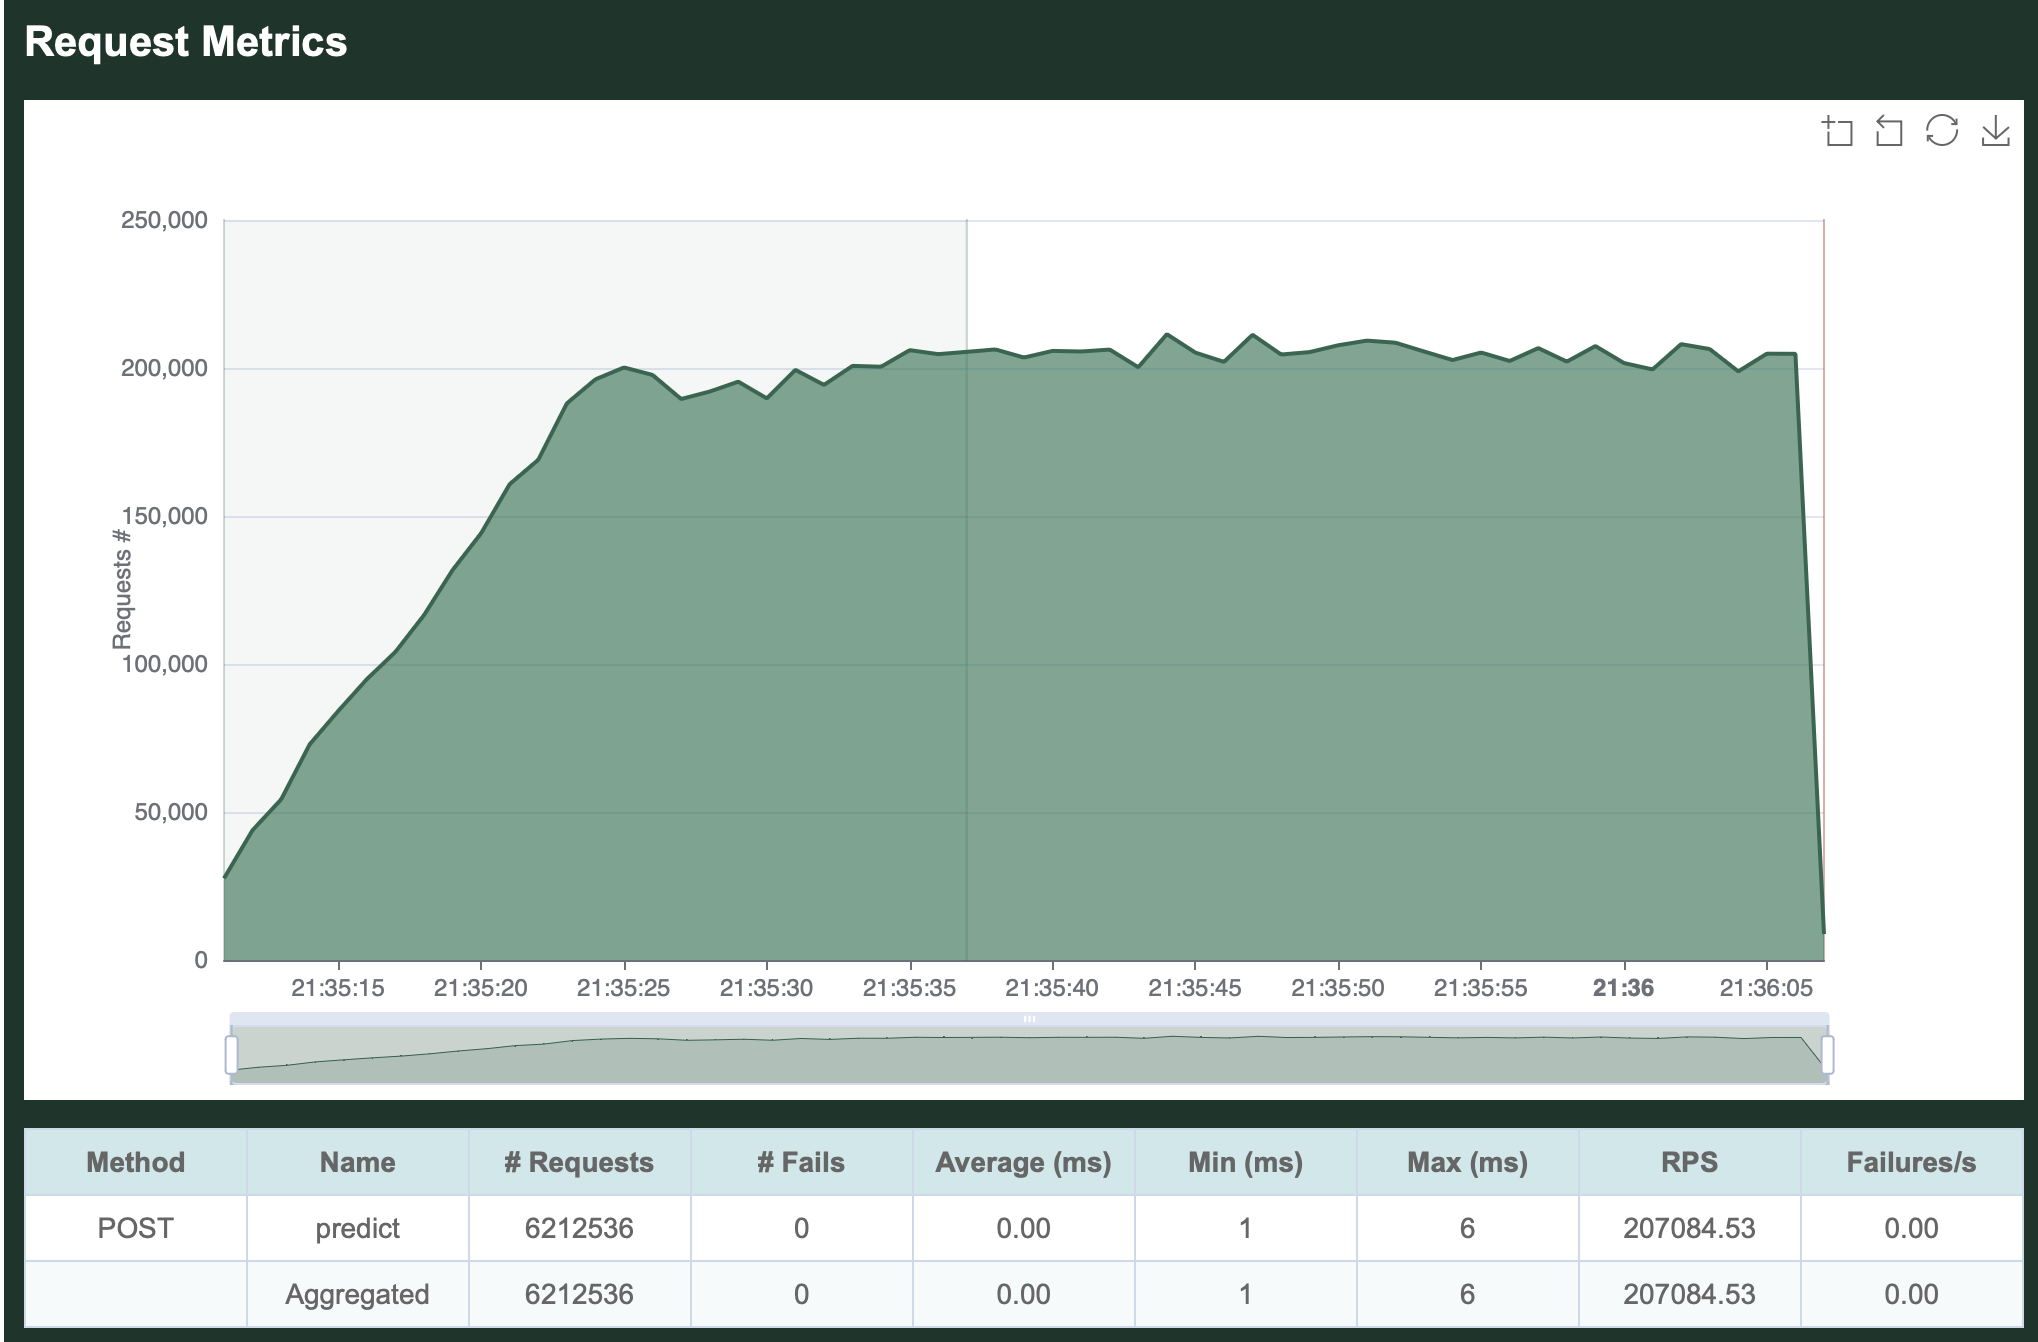 Request Metrics
250,000
200,000
150,000
100,000
50,000
0
Requests #
21:35:15 21:35:20 21:35:25 21:35:30 21:35:35 21:35:40 21:35:45 21:35:50 21:35:55 21:36 21:36:05
Method Name # Requests # Fails Average (ms) Min (ms) Max (ms) RPS Failures/s
POST predict 6212536 0 0.00 1 6 207084.53 0.00
Aggregated 6212536 0 0.00 1 6 207084.53 0.00